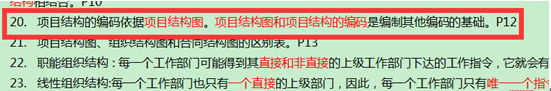 结构相结合。P10
20. 项目结构的编码依据项目结构图。项目结构图和项目结构的编码是编制其他编码的基础。P12
21. 项目结构图、组织结构图和合同结构图的区别表。P13
22. 职能组织结构：每一个工作部门可能得到其直接和非直接的上级工作部门下达的工作指令，它就会有
23. 线性组织结构:每一个工作部门也只有一个直接的上级部门，因此，每一个工作部门只有唯一一个指